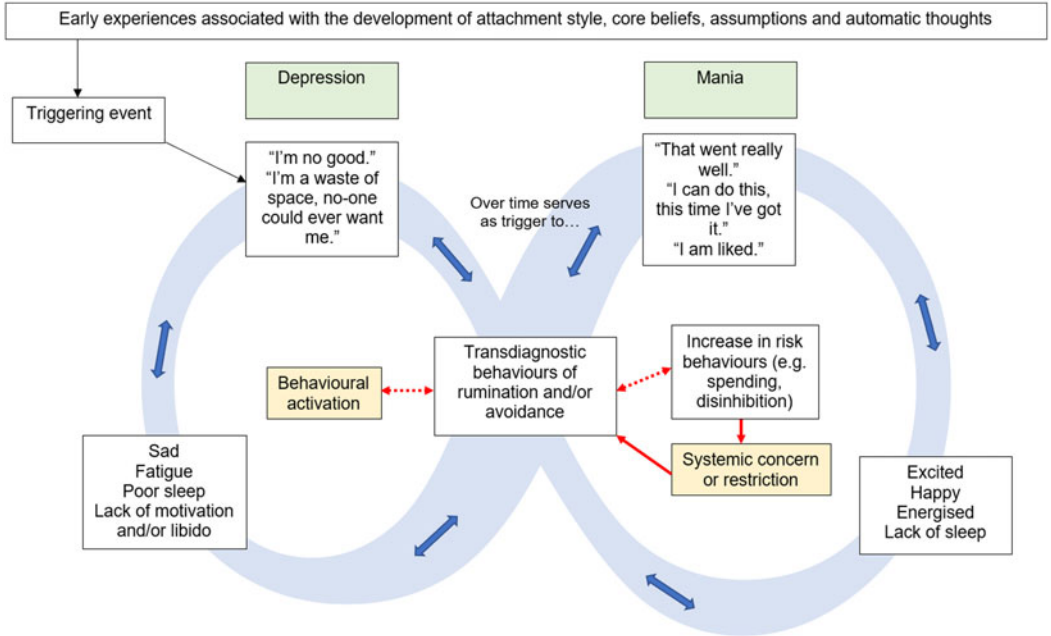 Early experiences associated with the development of attachment style, core beliefs, assumptions and automatic thoughts
Depression
Mania
Triggering event
“I’m no good.”
“I’m a waste of
space, no-one
could ever want
me.”
Over time serves
as trigger to…
“That went really
well.”
“I can do this,
this time I’ve got
it.”
“I am liked.”
Behavioural
activation
Transdiagnostic
behaviours of
rumination and/or
avoidance
Increase in risk
behaviours (e.g.
spending,
disinhibition)
Systemic concern
or restriction
Sad
Fatigue
Poor sleep
Lack of motivation
and/or libido
Excited
Happy
Energised
Lack of sleep